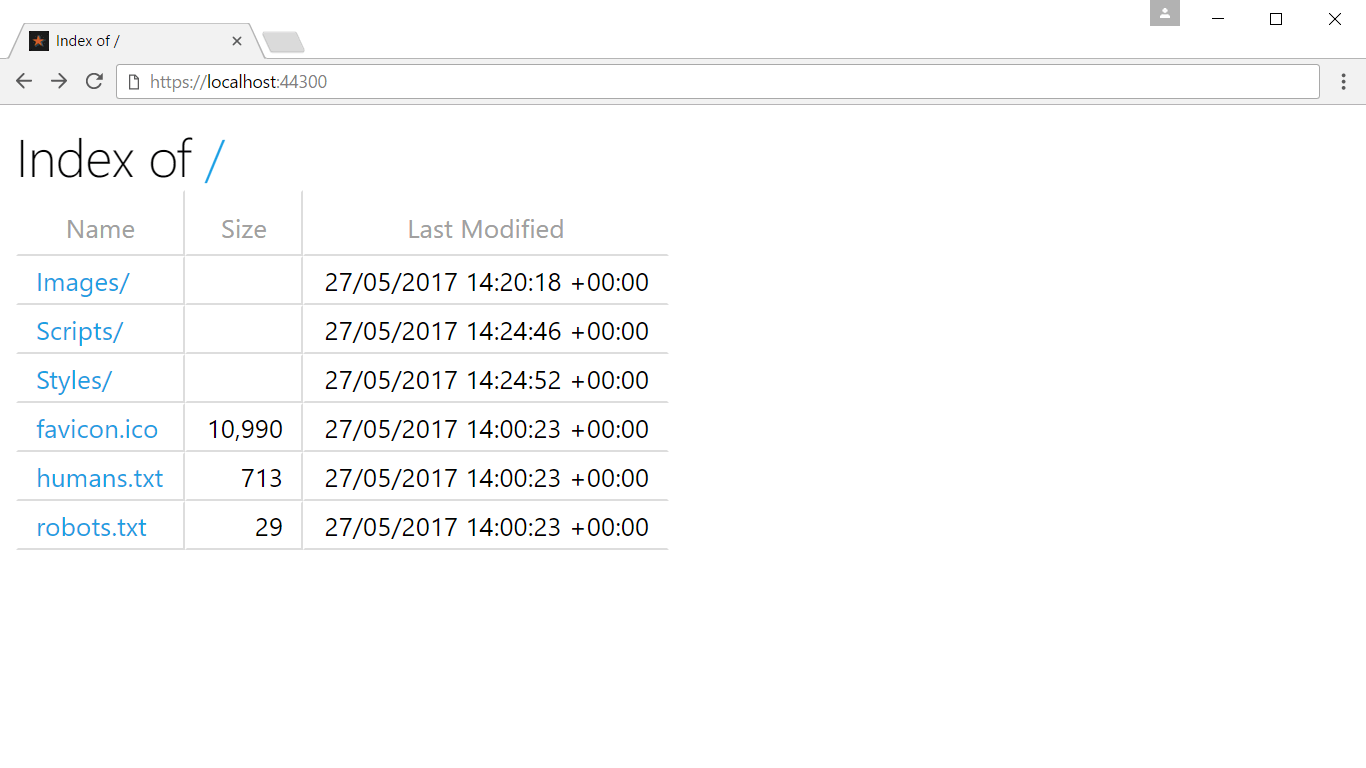 Index of /
https://localhost:44300
Index of /
Name Size Last Modified
Images/ 27/05/2017 14:20:18 +00:00
Scripts/ 27/05/2017 14:24:46 +00:00
Styles/ 27/05/2017 14:24:52 +00:00
favicon.ico 10,990 27/05/2017 14:00:23 +00:00
humans.txt 713 27/05/2017 14:00:23 +00:00
robots.txt 29 27/05/2017 14:00:23 +00:00